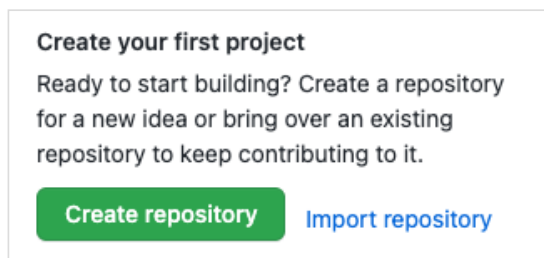 Create your first project
Ready to start building? Create a repository
for a new idea or bring over an existing
repository to keep contributing to it.
Create repository
Import repository